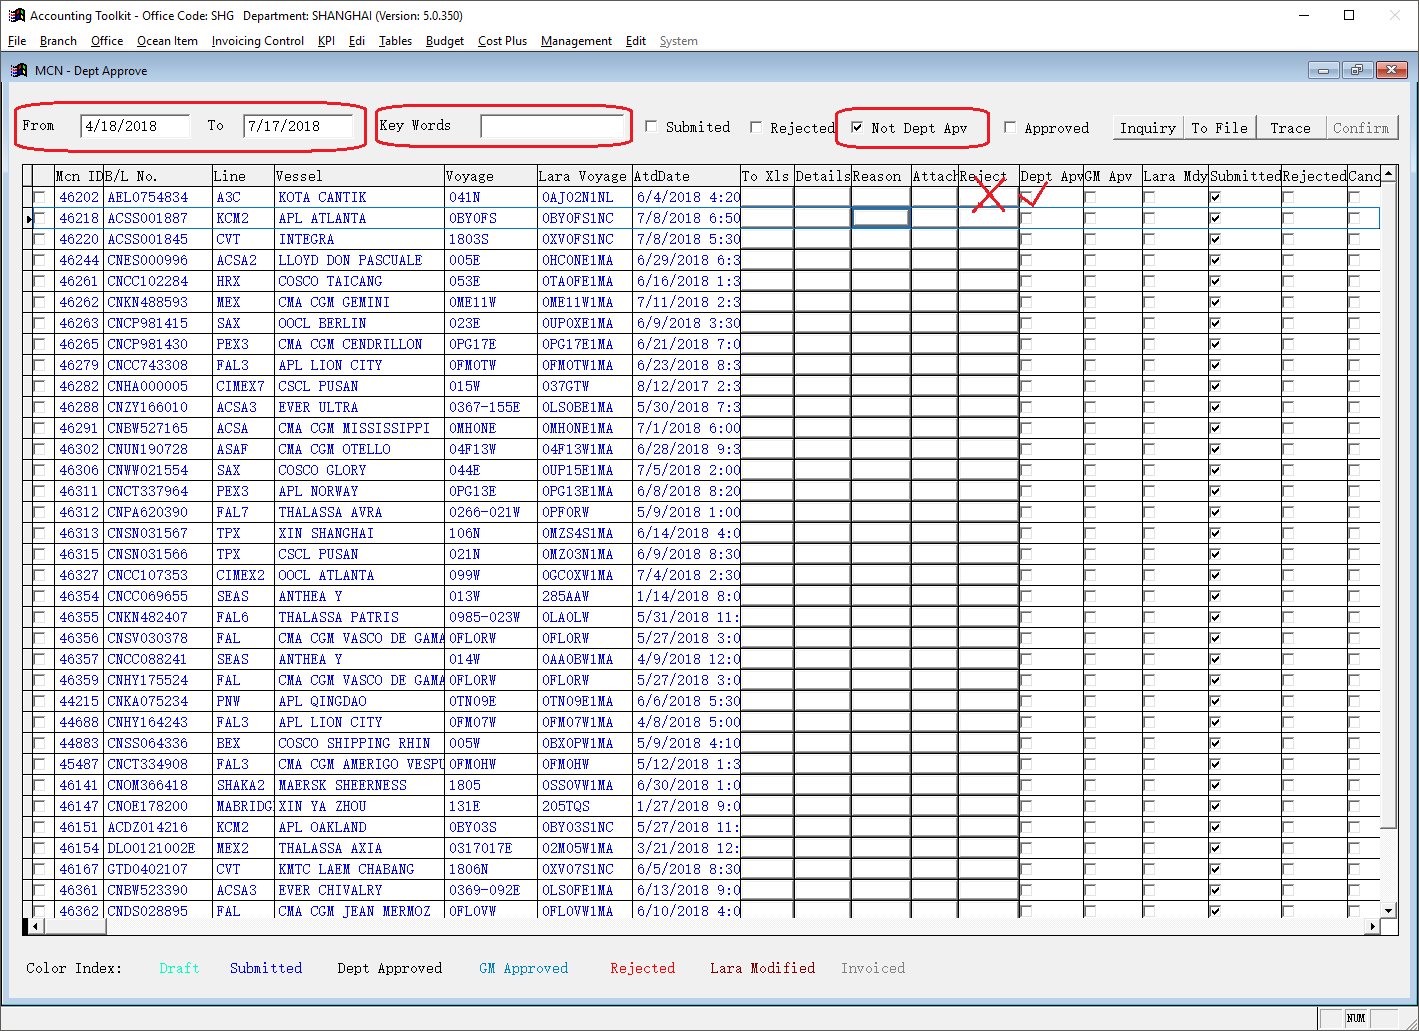 Accounting Toolkit - Office Code: SHG   Department: SHANGHAI (Version: 5.0.350)
File Branch Office Ocean Item Invoicing Control KPI Edi Tables Budget Cost Plus Management Edit System
MCN - Dept Approve
From 4/18/2018 To 7/17/2018 Key Words Submited Rejected Not Dept Apv Approved Inquiry To File Trace Confirm
Mcn ID B/L No. Line Vessel Voyage Lara Voyage AtdDate To Xls Details Reason Attach Reject Dept Apv GM Apv Lara Mdy Submitted Rejected Canc
46202 AEL0754834 A3C KOTA CANTIK 041N 0AJ02N1NL 6/4/2018 4:20
46218 ACSS001887 KCM2 APL ATLANTA 0BY0FS 0BY0FS1NC 7/8/2018 6:50
46220 ACSS001845 CVT INTEGRA 1803S 0XV0FS1NC 7/8/2018 5:30
46244 CNES000996 ACSA2 LLOYD DON PASCUALE 005E 0HC0NE1MA 6/29/2018 6:3
46261 CNCC102284 HRX COSCO TAICANG 053E 0TA0FE1MA 6/16/2018 1:3
46262 CNKN488593 MEX CMA CGM GEMINI 0ME11W 0ME11W1MA 7/11/2018 2:3
46263 CNCP981415 SAX OOCL BERLIN 023E 0UP0XE1MA 6/9/2018 3:30
46265 CNCP981430 PEX3 CMA CGM CENDRILLON 0PG17E 0PG17E1MA 6/21/2018 7:0
46279 CNCC743308 FAL3 APL LION CITY 0FM0TW 0FM0TW1MA 6/23/2018 8:3
46282 CNHA000005 CIMEX7 CSCL PUSAN 015W 037GTW 8/12/2017 2:3
46288 CNZY166010 ACSA3 EVER ULTRA 0367-155E 0LS0BE1MA 5/30/2018 7:3
46291 CNBW527165 ACSA CMA CGM MISSISSIPPI 0MH0NE 0MH0NE1MA 7/1/2018 6:00
46302 CNUN190728 ASAF CMA CGM OTELLO 04F13W 04F13W1MA 6/28/2018 9:3
46306 CNWW021554 SAX COSCO GLORY 044E 0UP15E1MA 7/5/2018 2:00
46311 CNCT337964 PEX3 APL NORWAY 0PG13E 0PG13E1MA 6/8/2018 8:20
46312 CNPA620390 FAL7 THALASSA AVRA 0266-021W 0PF0RW 5/9/2018 1:00
46313 CNSN031567 TPX XIN SHANGHAI 106N 0MZS4S1MA 6/14/2018 4:0
46315 CNSN031566 TPX CSCL PUSAN 021N 0MZ03N1MA 6/9/2018 8:30
46327 CNCC107353 CIMEX2 OOCL ATLANTA 099W 0GC0XW1MA 7/4/2018 2:30
46354 CNCC069655 SEAS ANTHEA Y 013W 285AAW 1/14/2018 8:0
46355 CNKN482407 FAL6 THALASSA PATRIS 0985-023W 0LA0LW 5/31/2018 11:
46356 CNSV030378 FAL CMA CGM VASCO DE GAMA 0FL0RW 0FL0RW 5/27/2018 3:0
46357 CNCC088241 SEAS ANTHEA Y 014W 0AA0BW1MA 4/9/2018 12:0
46359 CNHY175524 FAL CMA CGM VASCO DE GAMA 0FL0RW 0FL0RW 5/27/2018 3:0
44215 CNKA075234 PNW APL QINGDAO 0TN09E 0TN09E1MA 6/6/2018 5:30
44688 CNHY164243 FAL3 APL LION CITY 0FM07W 0FM07W1MA 4/8/2018 5:00
44883 CNSS064336 BEX COSCO SHIPPING RHIN 005W 0BX0PW1MA 5/9/2018 4:10
45487 CNCT334908 FAL3 CMA CGM AMERIGO VESPU 0FM0HW 0FM0HW 5/12/2018 1:3
46141 CNOM366418 SHAKA2 MAERSK SHEERNESS 1805 0SS0VW1MA 6/30/2018 1:0
46147 CNOE178200 MABRIDG XIN YA ZHOU 131E 205TQS 1/27/2018 9:0
46151 ACDZ014216 KCM2 APL OAKLAND 0BY03S 0BY03S1NC 5/27/2018 11:
46154 DLO0121002E MEX2 THALASSA AXIA 0317017E 02M05W1MA 3/21/2018 12:
46167 GTD0402107 CVT KMTC LAEM CHABANG 1806N 0XV07S1NC 6/5/2018 8:30
46361 CNBW523390 ACSA3 EVER CHIVALRY 0369-092E 0LS0FE1MA 6/13/2018 9:0
46362 CNDS028895 FAL CMA CGM JEAN MERMOZ 0FL0VW 0FL0VW1MA 6/10/2018 4:0
Color Index: Draft Submitted Dept Approved GM Approved Rejected Lara Modified Invoiced
NUM